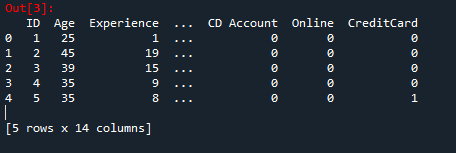 Out[3]:
ID Age Experience ... CD Account Online CreditCard
0 1 25 1 ... 0 0 0
1 2 45 19 ... 0 0 0
2 3 39 15 ... 0 0 0
3 4 35 9 ... 0 0 0
4 5 35 8 ... 0 0 1
[5 rows x 14 columns]